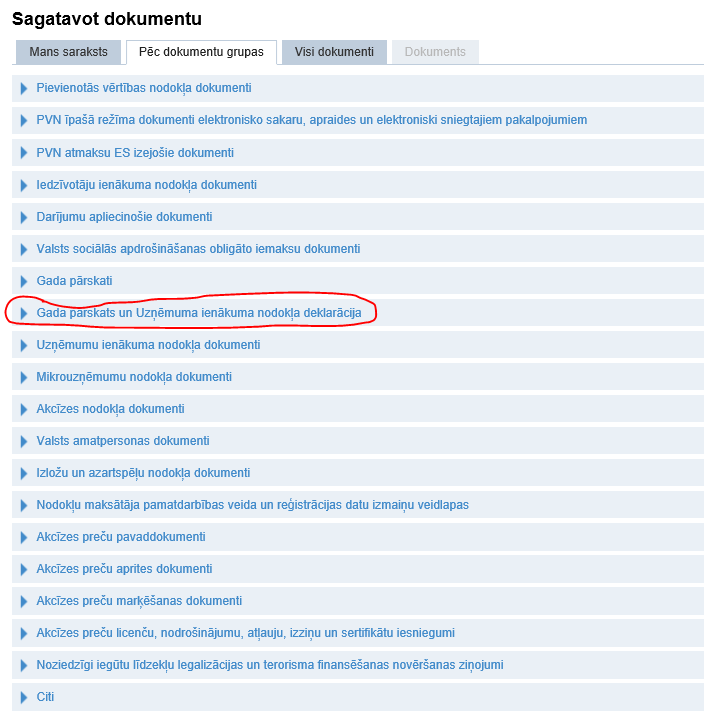 Sagatavot dokumentu
Mans saraksts
Pēc dokumentu grupas
Visi dokumenti
Dokuments
Pievienotās vērtības nodokļa dokumenti
PVN īpašā režīma dokumenti elektronisko sakaru, apraides un elektroniski sniegtajiem pakalpojumiem
PVN atmaksu ES izejošie dokumenti
Iedzīvotāju ienākuma nodokļa dokumenti
Darījumu apliecinošie dokumenti
Valsts sociālās apdrošināšanas obligāto iemaksu dokumenti
Gada pārskati
Gada pārskats un Uzņēmuma ienākuma nodokļa deklarācija
Uzņēmumu ienākuma nodokļa dokumenti
Mikrouzņēmumu nodokļa dokumenti
Akcīzes nodokļa dokumenti
Valsts amatpersonas dokumenti
Izložu un azartspēļu nodokļa dokumenti
Nodokļu maksātāja pamatdarbības veida un reģistrācijas datu izmaiņu veidlapas
Akcīzes preču pavaddokumenti
Akcīzes preču aprites dokumenti
Akcīzes preču marķēšanas dokumenti
Akcīzes preču licenču, nodrošinājumu, atļauju, izziņu un sertifikātu iesniegumi
Noziedzīgi iegūtu līdzekļu legalizācijas un terorisma finansēšanas novēršanas ziņojumi
Citi